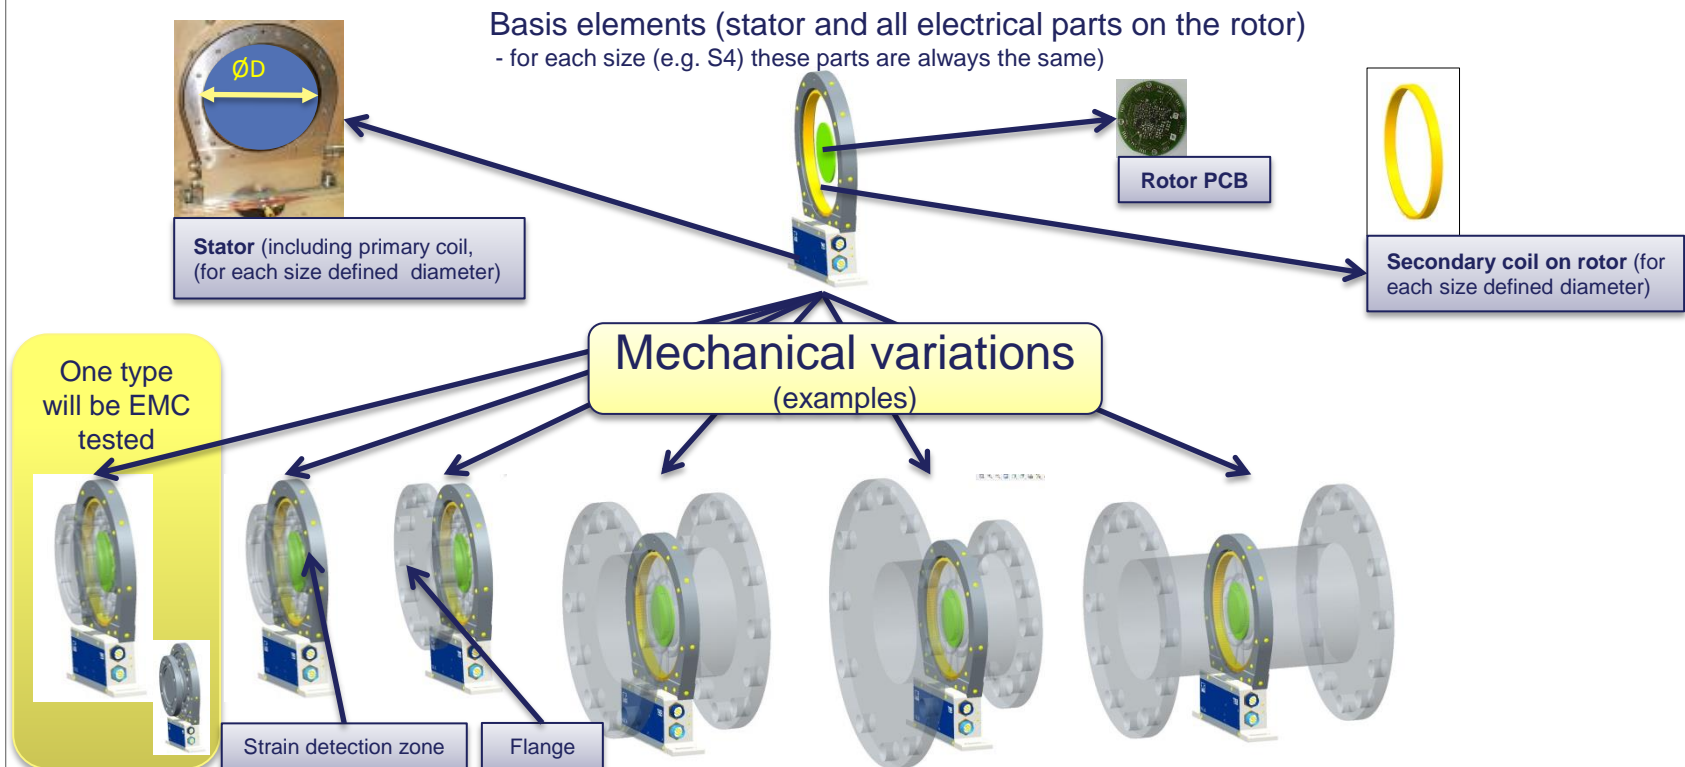 Basis elements (stator and all electrical parts on the rotor)
- for each size (e.g. S4) these parts are always the same)
ØD
Rotor PCB
Stator (including primary coil,
(for each size defined diameter)
Secondary coil on rotor (for
each size defined diameter)
Mechanical variations
(examples)
One type
will be EMC
tested
Strain detection zone
Flange